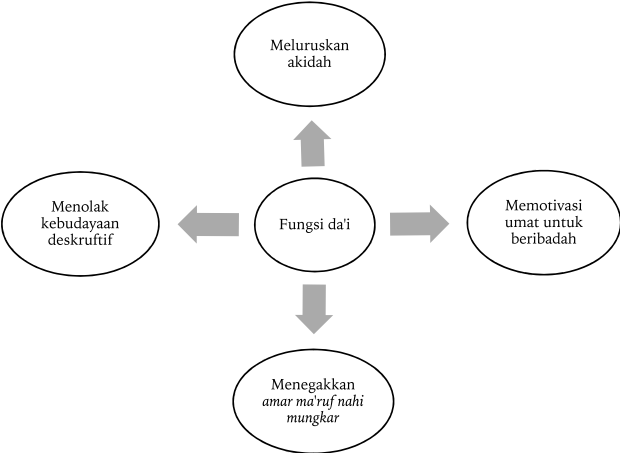 Meluruskan
akidah
Menolak
kebudayaan
deskruftif
Fungsi da'i
Memotivasi
umat untuk
beribadah
Menegakkan
amar ma'ruf nahi
mungkar